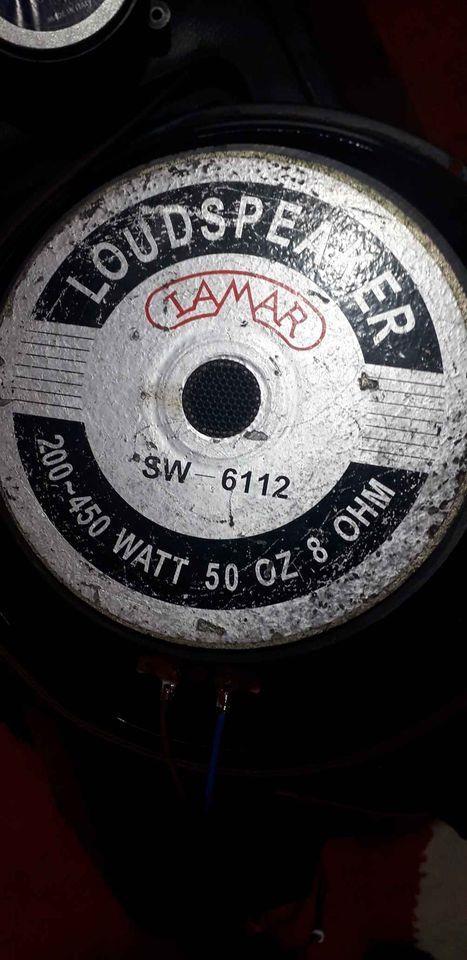 LOUDSPEAKER
LAMAR
SW-6112
200~450 WATT 50 OZ 8 OHM